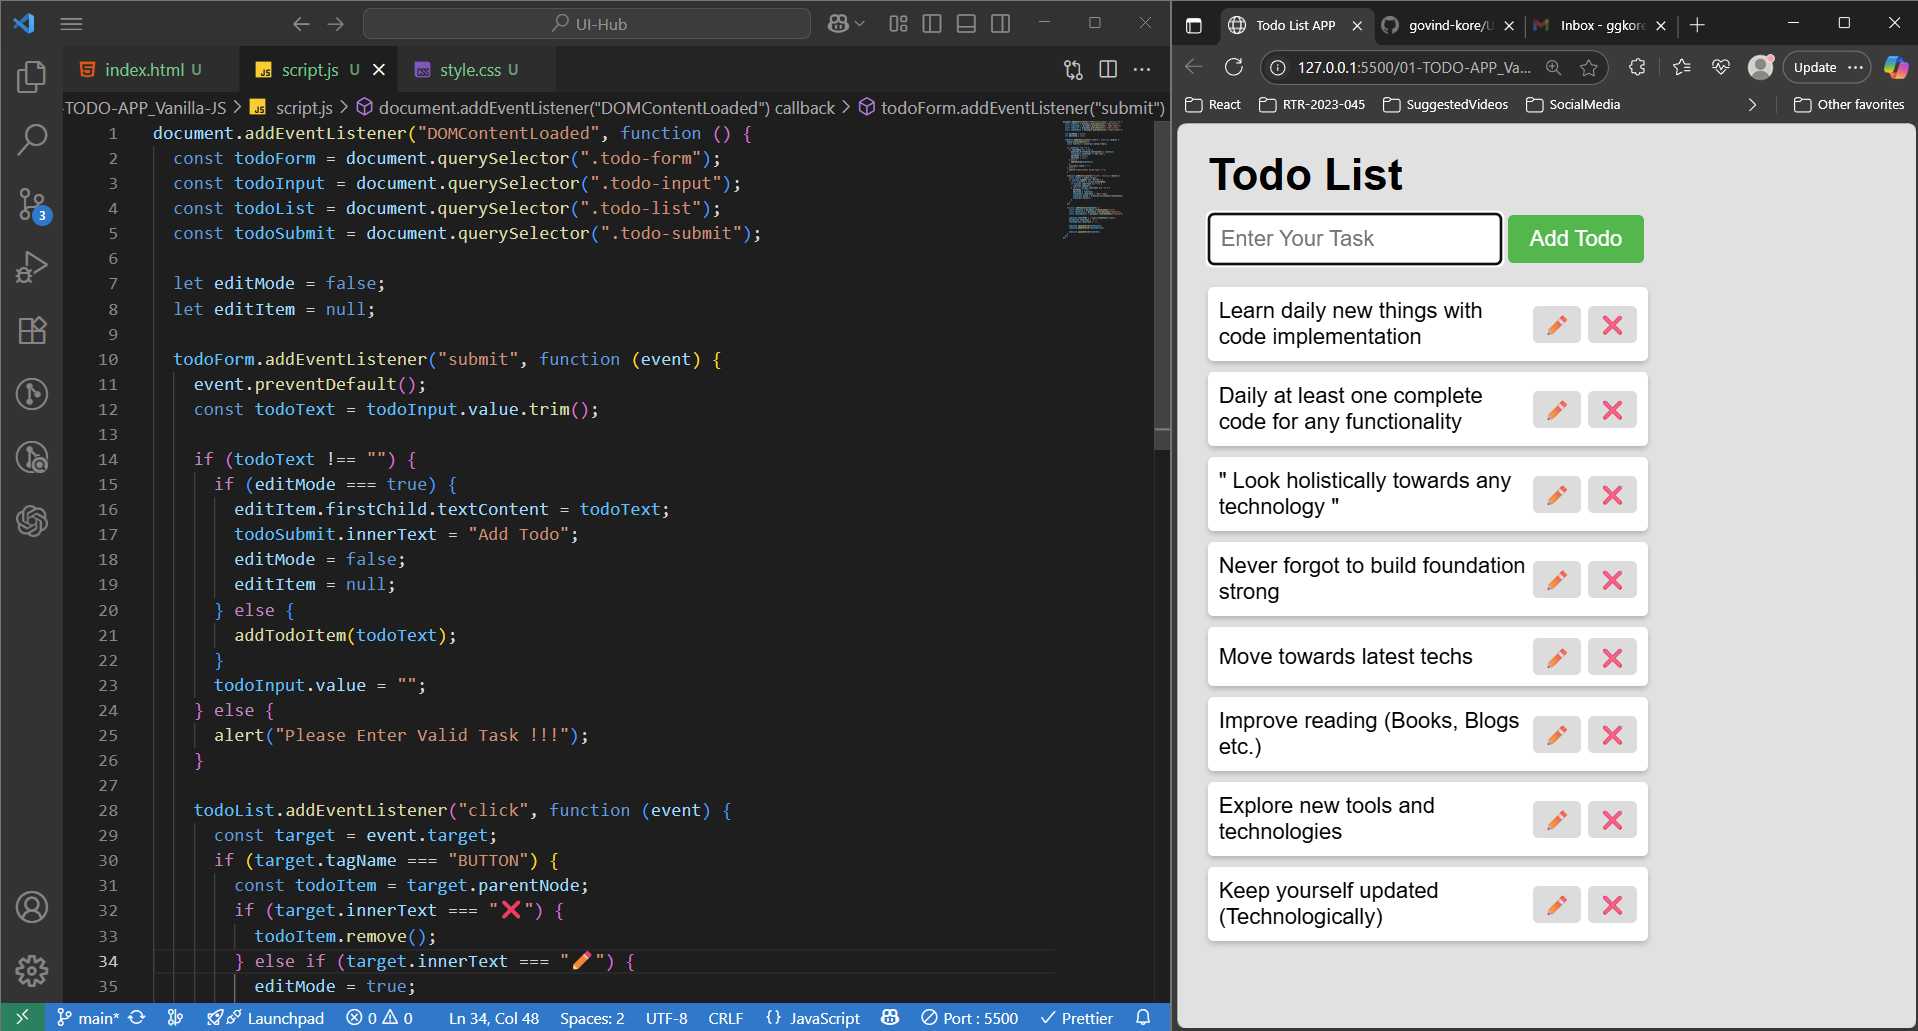 UI-Hub
index.html U
script.js U
style.css U
-TODO-APP_Vanilla-JS > script.js > document.addEventListener("DOMContentLoaded") callback > todoForm.addEventListener("submit")
1 document.addEventListener("DOMContentLoaded", function () {
2 const todoForm = document.querySelector(".todo-form");
3 const todoInput = document.querySelector(".todo-input");
4 const todoList = document.querySelector(".todo-list");
5 const todoSubmit = document.querySelector(".todo-submit");
6
7 let editMode = false;
8 let editItem = null;
9
10 todoForm.addEventListener("submit", function (event) {
11 event.preventDefault();
12 const todoText = todoInput.value.trim();
13
14 if (todoText !== "") {
15 if (editMode === true) {
16 editItem.firstChild.textContent = todoText;
17 todoSubmit.innerText = "Add Todo";
18 editMode = false;
19 editItem = null;
20 } else {
21 addTodoItem(todoText);
22 }
23 todoInput.value = "";
24 } else {
25 alert("Please Enter Valid Task !!!");
26 }
27
28 todoList.addEventListener("click", function (event) {
29 const target = event.target;
30 if (target.tagName === "BUTTON") {
31 const todoItem = target.parentNode;
32 if (target.innerText === "❌") {
33 todoItem.remove();
34 } else if (target.innerText === "✏️") {
35 editMode = true;
3
main*
Launchpad
0
0
Ln 34, Col 48
Spaces: 2
UTF-8
CRLF
{} JavaScript
Port : 5500
Prettier
Todo List APP
govind-kore/U
Inbox - ggkore
127.0.0.1:5500/01-TODO-APP_Va...
Update
React
RTR-2023-045
SuggestedVideos
SocialMedia
Other favorites
Todo List
Enter Your Task
Add Todo
Learn daily new things with
code implementation
Daily at least one complete
code for any functionality
" Look holistically towards any
technology "
Never forgot to build foundation
strong
Move towards latest techs
Improve reading (Books, Blogs
etc.)
Explore new tools and
technologies
Keep yourself updated
(Technologically)